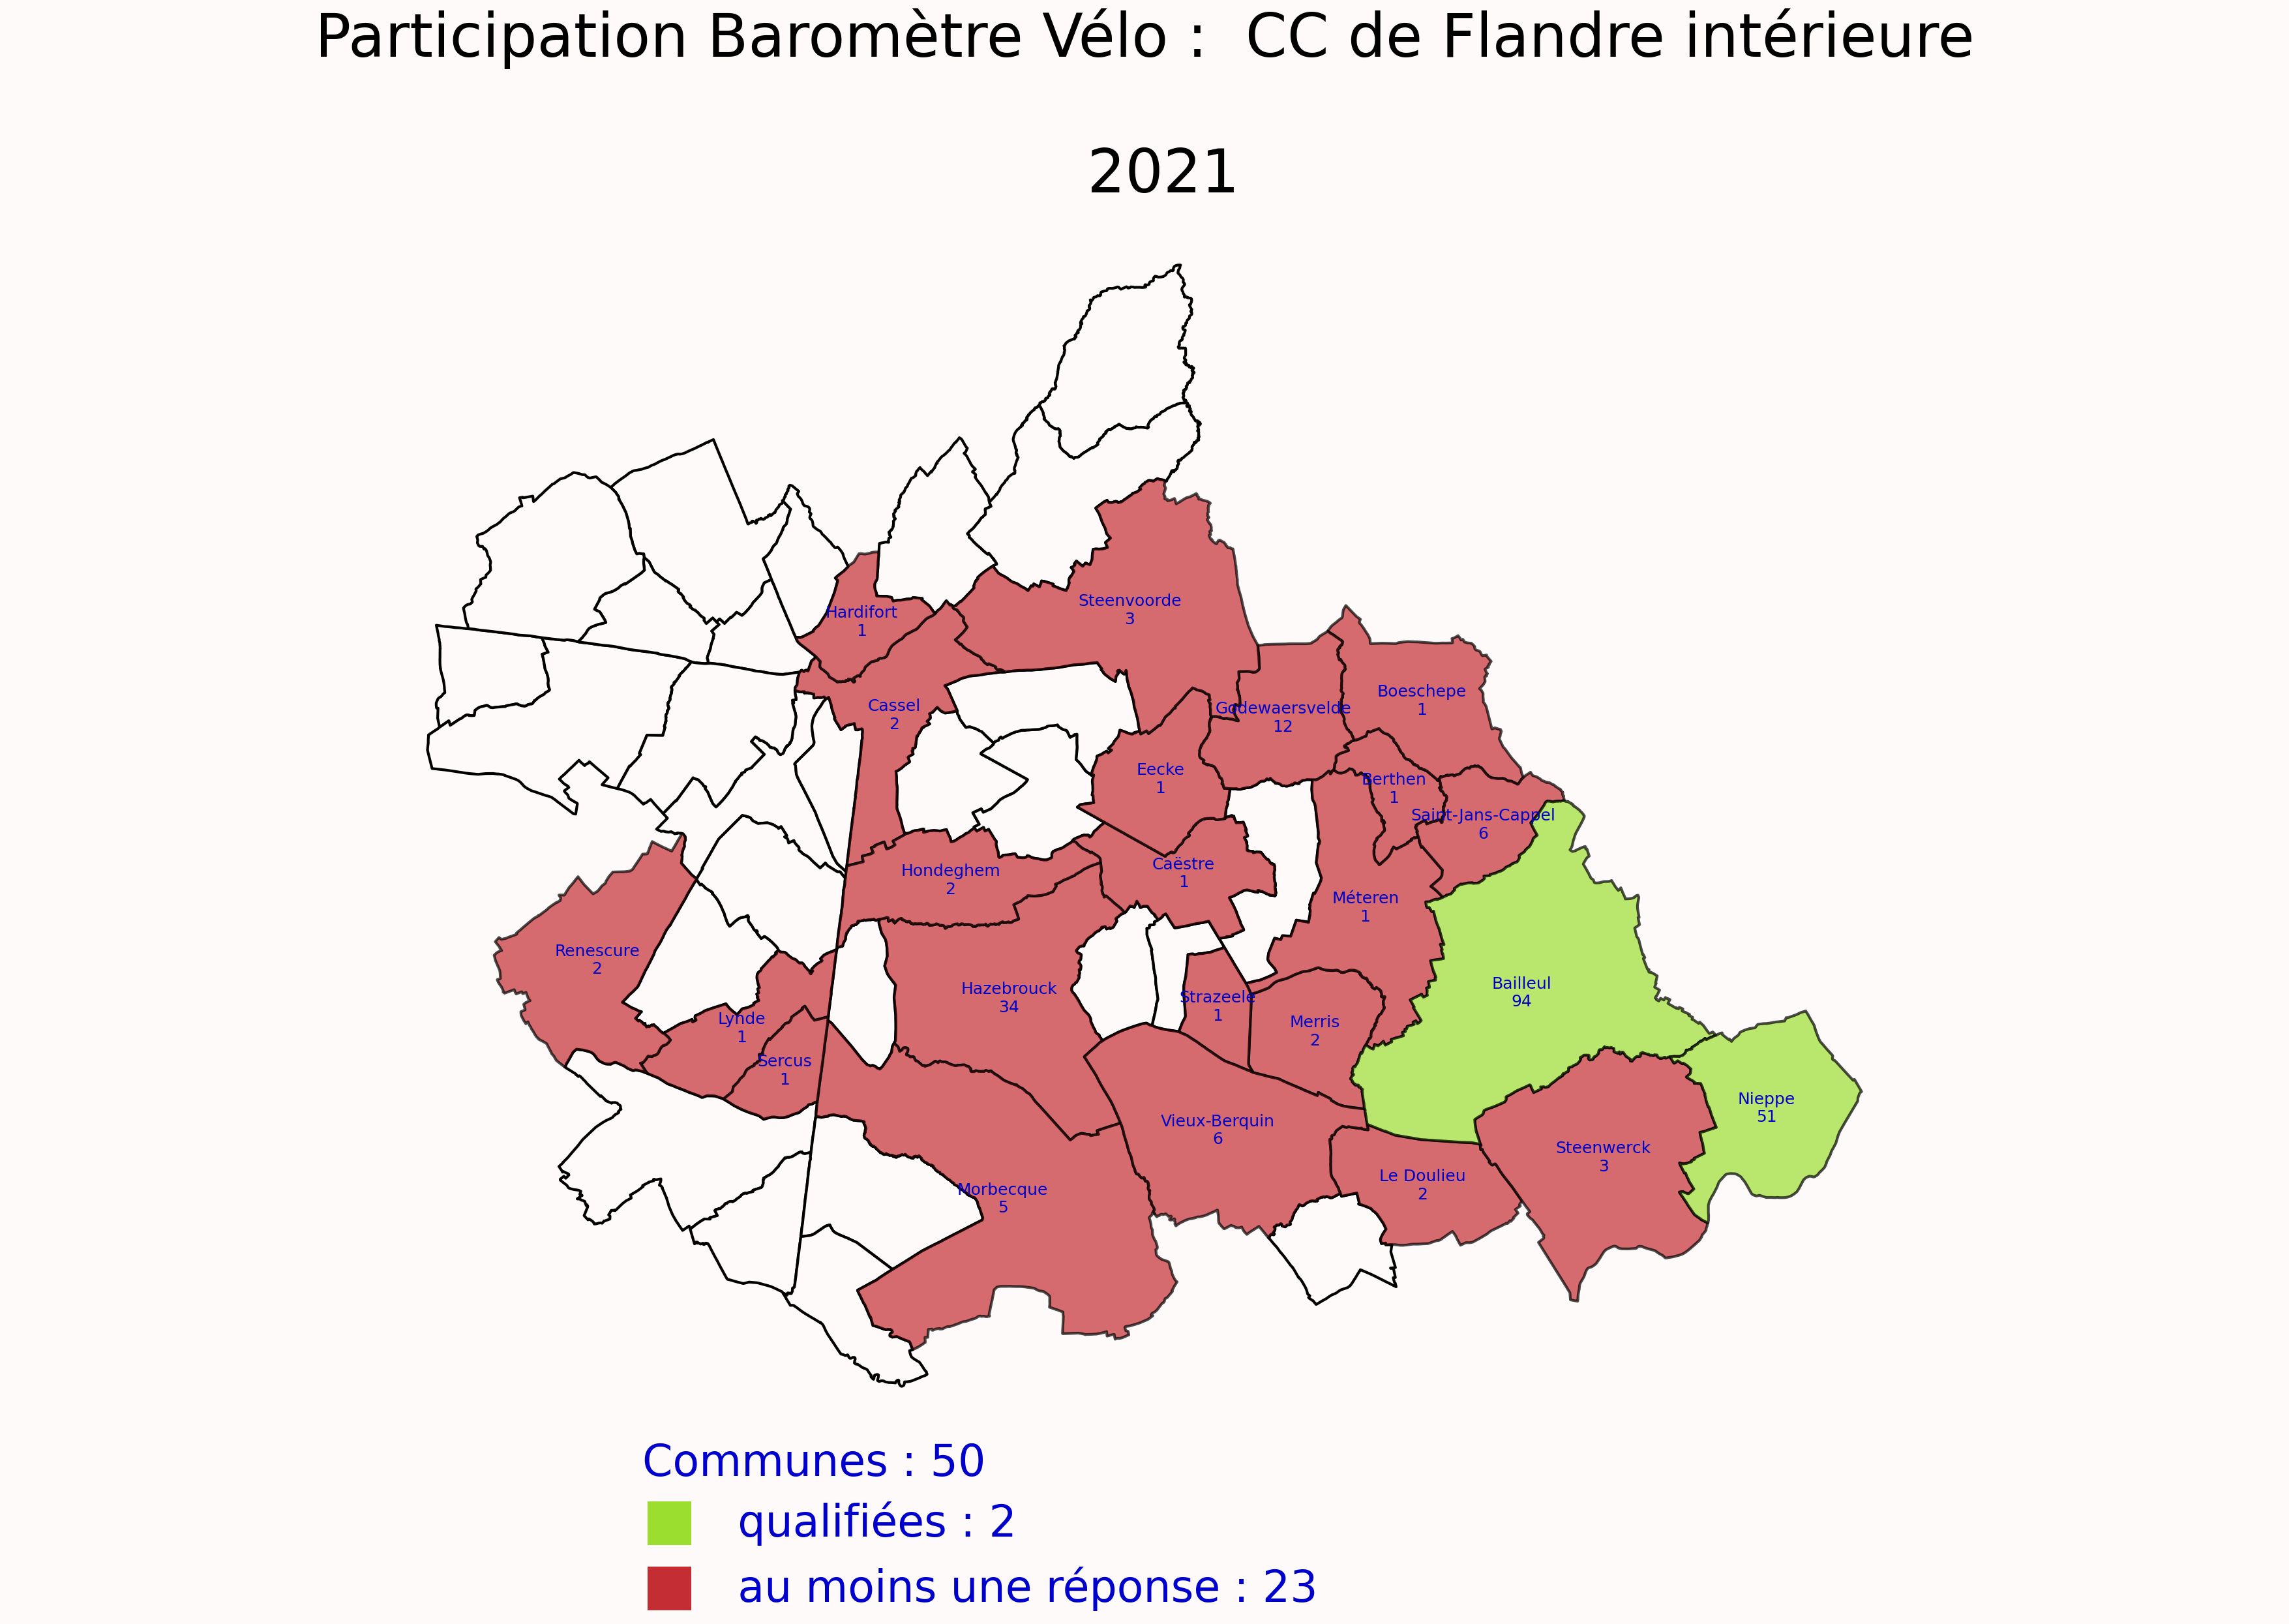 Participation Baromètre Vélo :  CC de Flandre intérieure
2021
Steenvoorde
3
Hardifort
1
Boeschepe
1
Cassel
2
Godewaersvelde
12
Eecke
1
Berthen
1
Saint-Jans-Cappel
6
Caëstre
1
Hondeghem
2
Méteren
1
Renescure
2
Bailleul
94
Hazebrouck
34
Strazeele
1
Lynde
1
Merris
2
Sercus
1
Nieppe
51
Vieux-Berquin
6
Steenwerck
3
Le Doulieu
2
Morbecque
5
Communes : 50
qualifiées : 2
au moins une réponse : 23